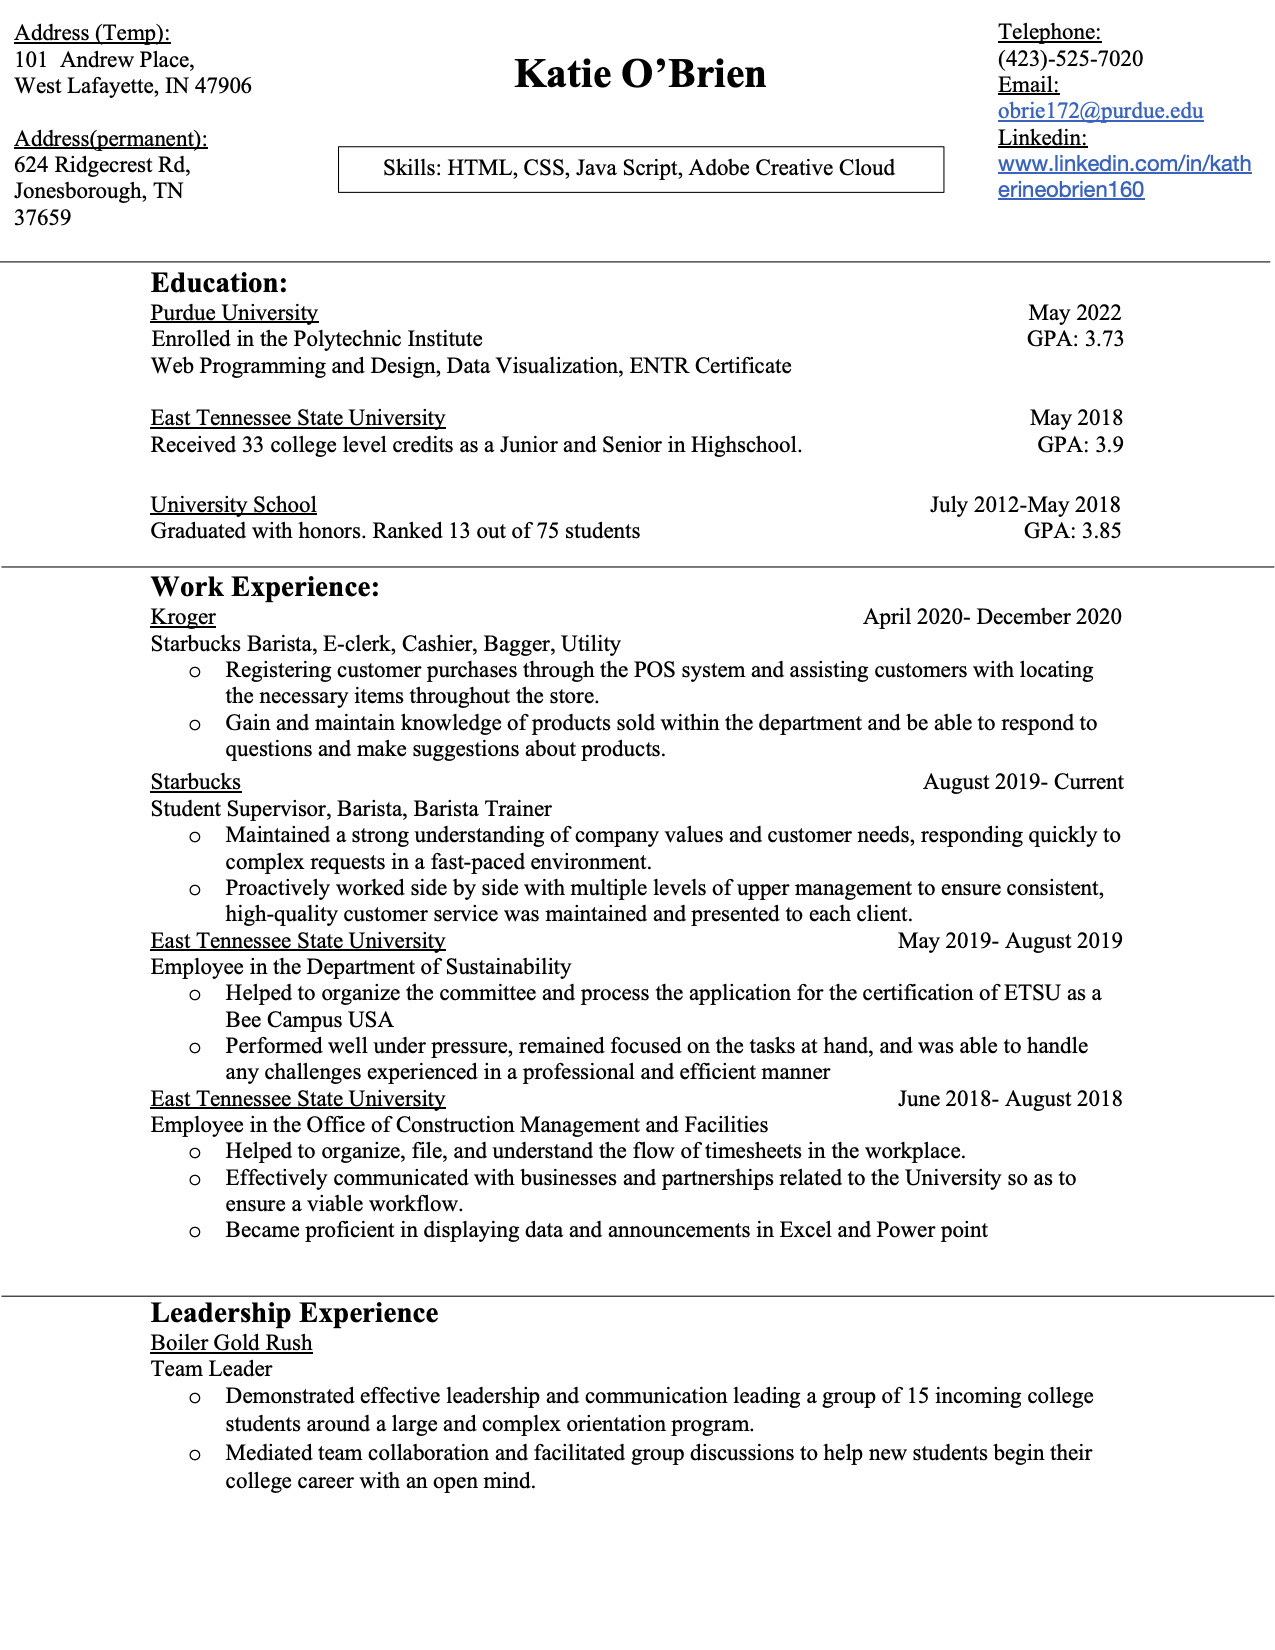 Address (Temp):
101  Andrew Place,
West Lafayette, IN 47906
Address(permanent):
624 Ridgecrest Rd,
Jonesborough, TN
37659
Katie O’Brien
Skills: HTML, CSS, Java Script, Adobe Creative Cloud
Telephone:
(423)-525-7020
Email:
obrie172@purdue.edu
Linkedin:
www.linkedin.com/in/kath
erineobrien160
Education:
Purdue University May 2022
Enrolled in the Polytechnic Institute GPA: 3.73
Web Programming and Design, Data Visualization, ENTR Certificate
East Tennessee State University May 2018
Received 33 college level credits as a Junior and Senior in Highschool. GPA: 3.9
University School July 2012-May 2018
Graduated with honors. Ranked 13 out of 75 students GPA: 3.85
Work Experience:
Kroger April 2020- December 2020
Starbucks Barista, E-clerk, Cashier, Bagger, Utility
o Registering customer purchases through the POS system and assisting customers with locating
the necessary items throughout the store.
o Gain and maintain knowledge of products sold within the department and be able to respond to
questions and make suggestions about products.
Starbucks August 2019- Current
Student Supervisor, Barista, Barista Trainer
o Maintained a strong understanding of company values and customer needs, responding quickly to
complex requests in a fast-paced environment.
o Proactively worked side by side with multiple levels of upper management to ensure consistent,
high-quality customer service was maintained and presented to each client.
East Tennessee State University May 2019- August 2019
Employee in the Department of Sustainability
o Helped to organize the committee and process the application for the certification of ETSU as a
Bee Campus USA
o Performed well under pressure, remained focused on the tasks at hand, and was able to handle
any challenges experienced in a professional and efficient manner
East Tennessee State University June 2018- August 2018
Employee in the Office of Construction Management and Facilities
o Helped to organize, file, and understand the flow of timesheets in the workplace.
o Effectively communicated with businesses and partnerships related to the University so as to
ensure a viable workflow.
o Became proficient in displaying data and announcements in Excel and Power point
Leadership Experience
Boiler Gold Rush
Team Leader
o Demonstrated effective leadership and communication leading a group of 15 incoming college
students around a large and complex orientation program.
o Mediated team collaboration and facilitated group discussions to help new students begin their
college career with an open mind.